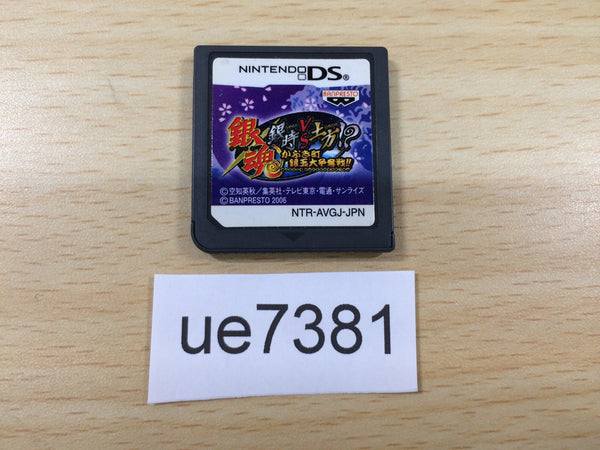 NINTENDO DS®
BANPRESTO
銀魂 銀時VS土方!?
かぶき町
銀玉大争奪戦!!
©空知英秋／集英社・テレビ東京・電通・サンライズ
©BANPRESTO 2006
NTR-AVGJ-JPN
ue7381